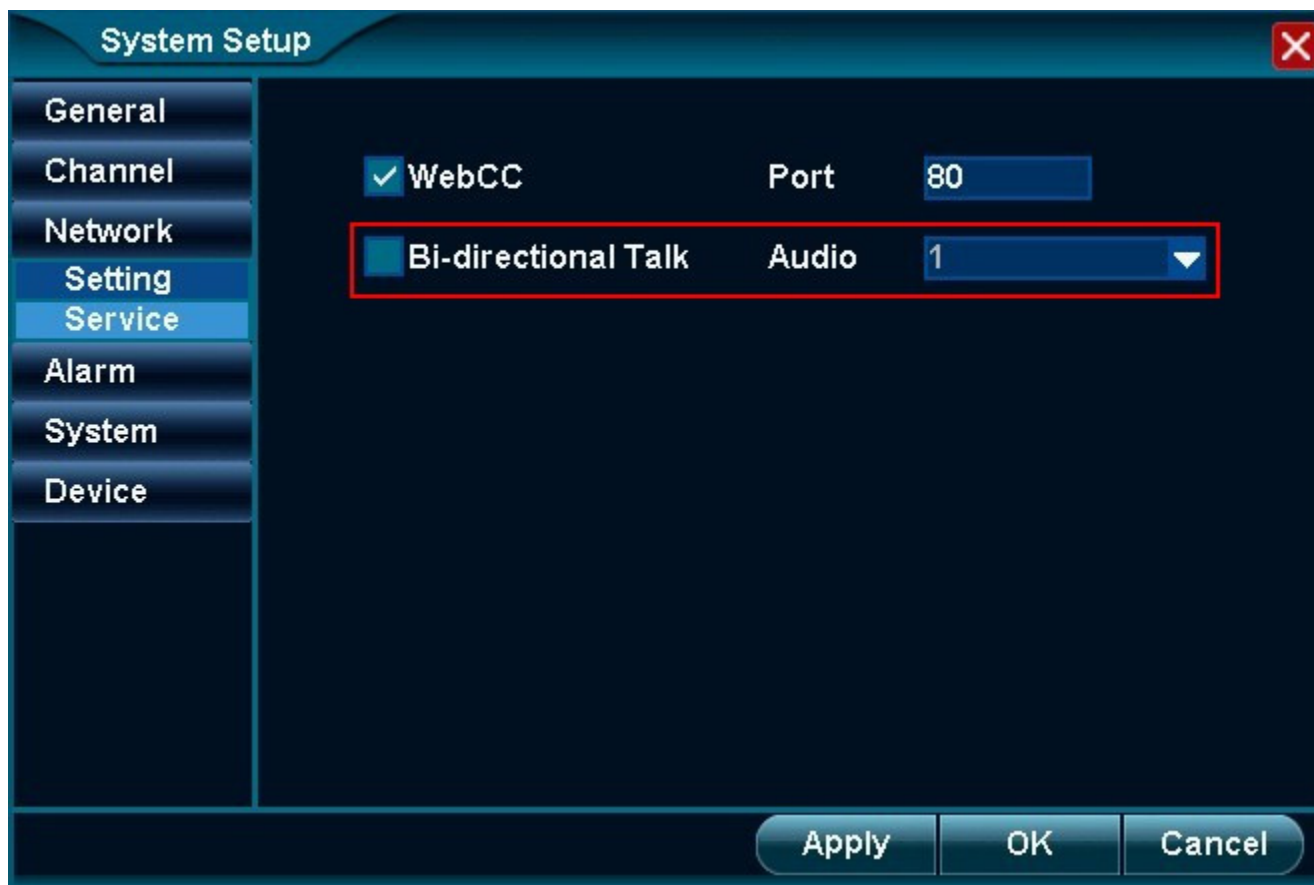 System Setup
General
Channel
Network
Setting
Service
Alarm
System
Device
WebCC Port 80
Bi-directional Talk Audio 1
Apply OK Cancel